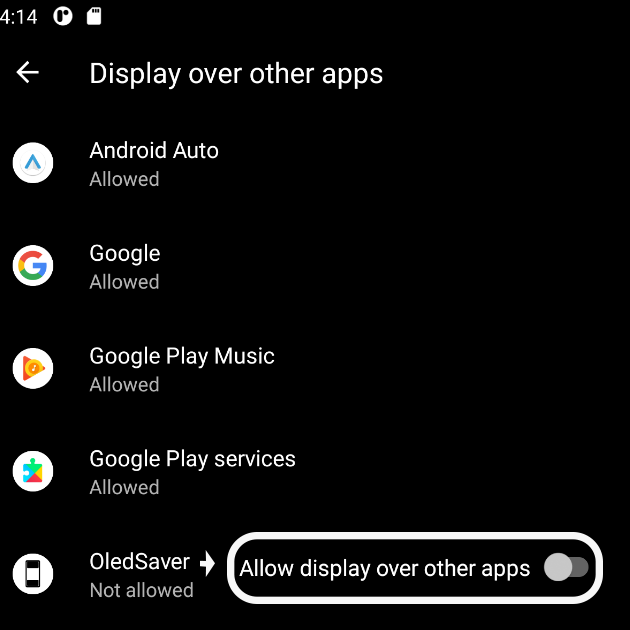 4:14
Display over other apps
Android Auto
Allowed
Google
Allowed
Google Play Music
Allowed
Google Play services
Allowed
OledSaver
Not allowed
Allow display over other apps